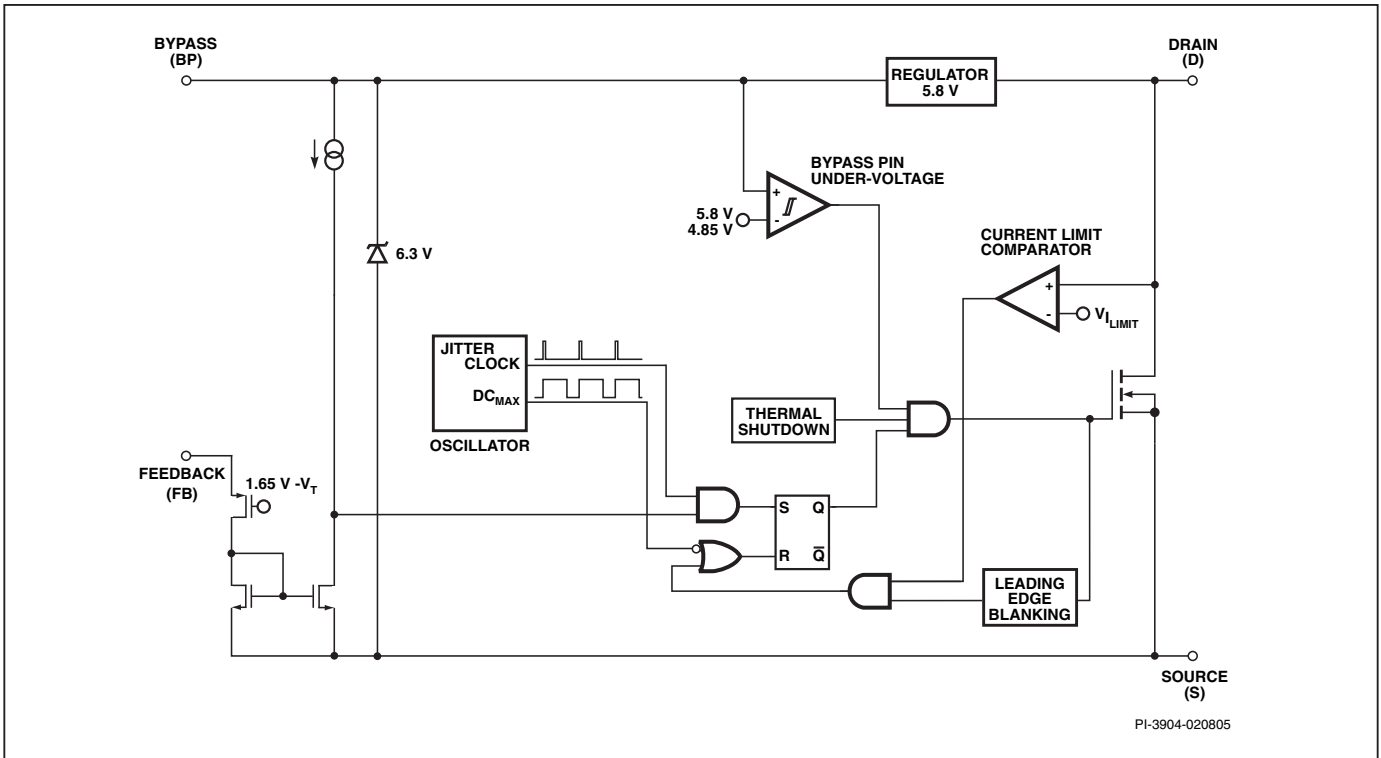 BYPASS
(BP)
DRAIN
(D)
REGULATOR
5.8 V
BYPASS PIN
UNDER-VOLTAGE
+
-
5.8 V
4.85 V
6.3 V
CURRENT LIMIT
COMPARATOR
+
-
VILIMIT
JITTER
CLOCK
DCMAX
OSCILLATOR
THERMAL
SHUTDOWN
FEEDBACK
(FB)
1.65 V -VT
S Q
R Q̅
LEADING
EDGE
BLANKING
SOURCE
(S)
PI-3904-020805